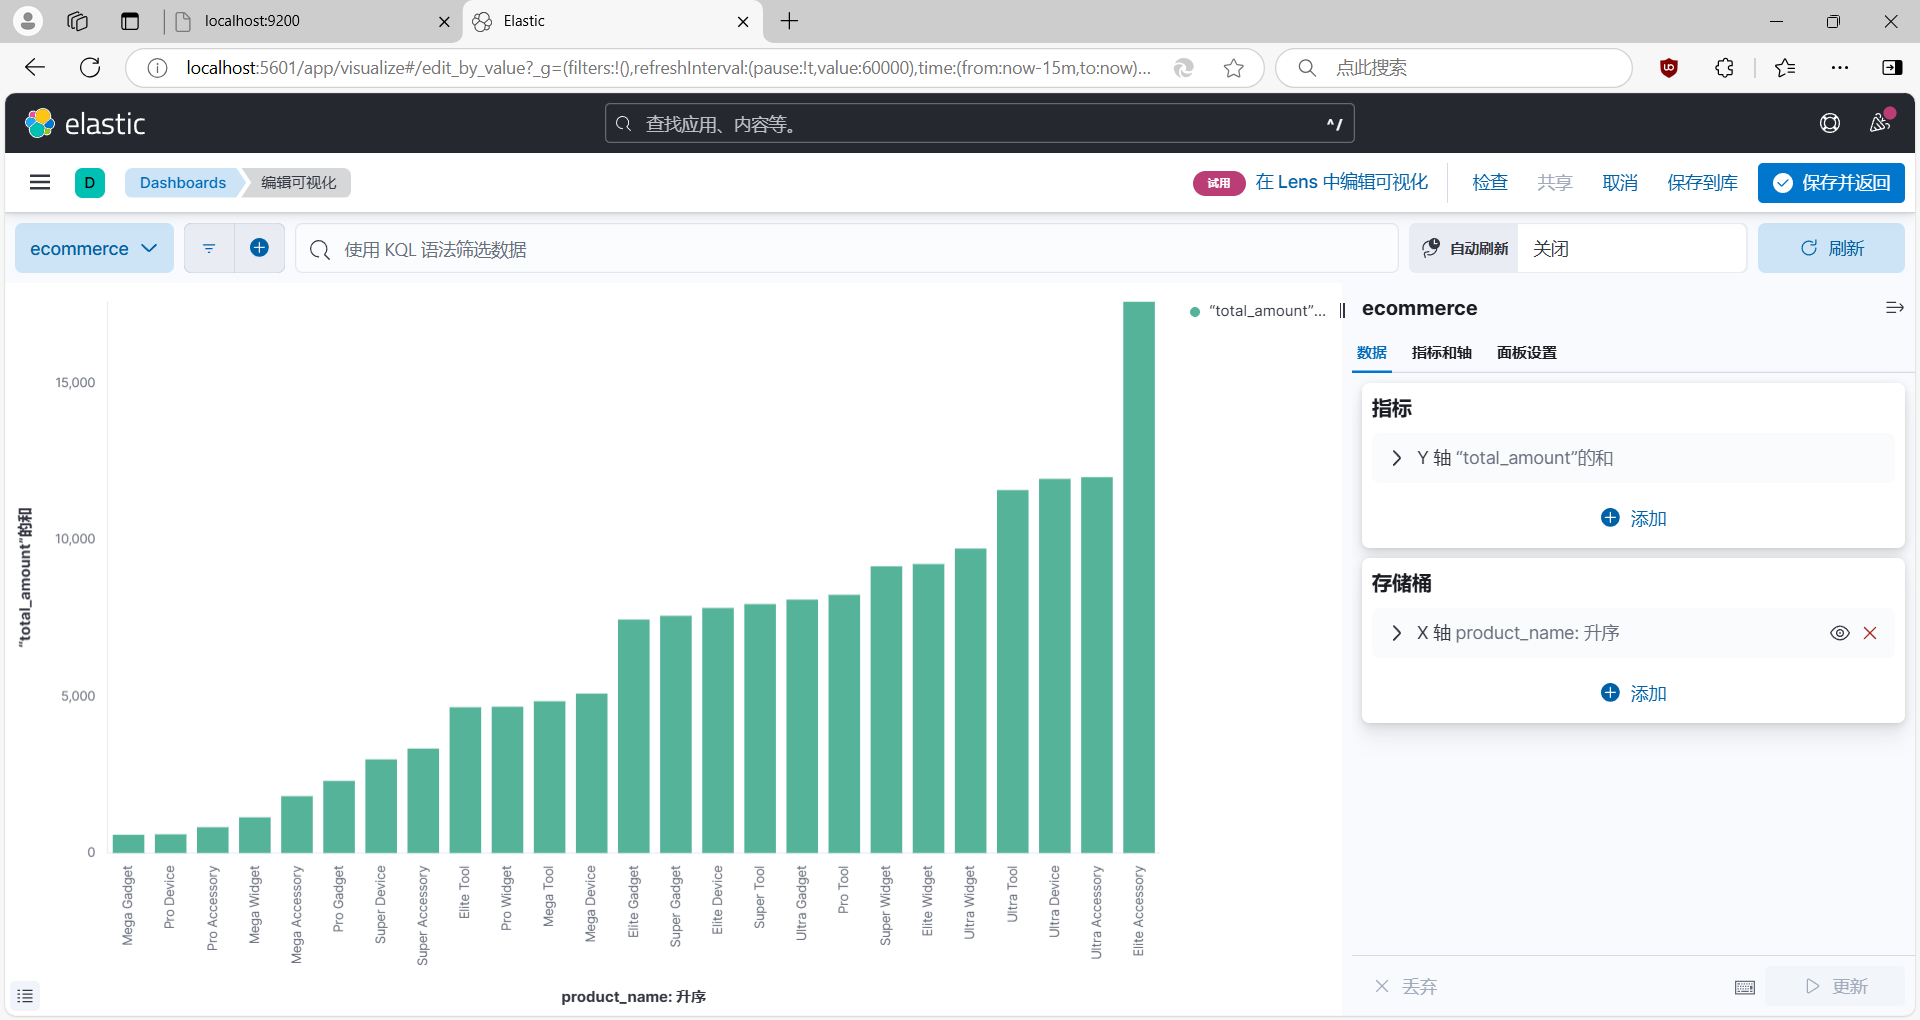 localhost:9200
Elastic
localhost:5601/app/visualize#/edit_by_value?_g=(filters:!(),refreshInterval:(pause:!t,value:60000),time:(from:now-15m,to:now)...
点此搜索
elastic
查找应用、内容等。
^/
D
Dashboards
编辑可视化
试用
在 Lens 中编辑可视化
检查
共享
取消
保存到库
保存并返回
ecommerce
使用 KQL 语法筛选数据
自动刷新
关闭
刷新
“total_amount”的和
15,000
10,000
5,000
0
Mega Gadget
Pro Device
Pro Accessory
Mega Widget
Mega Accessory
Pro Gadget
Super Device
Super Accessory
Elite Tool
Pro Widget
Mega Tool
Mega Device
Elite Gadget
Super Gadget
Elite Device
Super Tool
Ultra Gadget
Pro Tool
Super Widget
Elite Widget
Ultra Widget
Ultra Tool
Ultra Device
Ultra Accessory
Elite Accessory
product_name: 升序
“total_amount”...
ecommerce
数据
指标和轴
面板设置
指标
Y 轴 “total_amount”的和
添加
存储桶
X 轴 product_name: 升序
添加
丢弃
更新